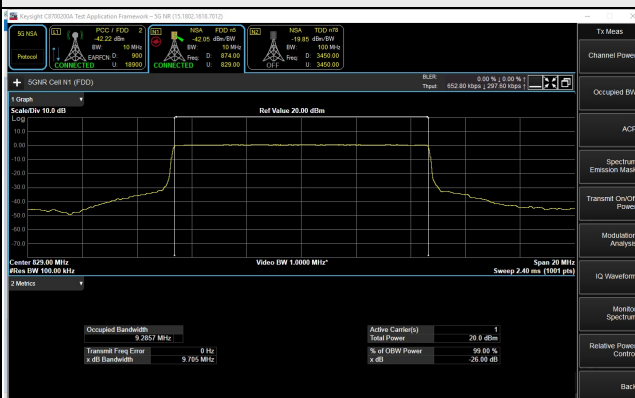 Keysight C8700200A Test Application Framework – 5G NR (15.1802.1818.7012)
5G NSA
Protocol
L1 PCC / FDD 2
-42.22 dBm
BW: 10 MHz
EARFCN: D: 900
CONNECTED U: 18900
N1 NSA FDD n5
-42.05 dBm/BW
BW: 10 MHz
Freq: D: 874.00
CONNECTED U: 829.00
N2 NSA TDD n78
-19.85 dBm/BW
BW: 100 MHz
Freq: D: 3450.00
OFF U: 3450.00
Tx Meas
+ 5GNR Cell N1 (FDD)
BLER: 0.00 % ↓ 0.00 % ↑
Thput: 652.80 kbps ↓ 297.60 kbps ↑
1 Graph
Scale/Div 10.0 dB
Ref Value 20.00 dBm
Log
10.0
0.00
-10.0
-20.0
-30.0
-40.0
-50.0
-60.0
-70.0
Center 829.00 MHz
Video BW 1.0000 MHz*
Span 20 MHz
#Res BW 100.00 kHz
Sweep 2.40 ms (1001 pts)
2 Metrics
Occupied Bandwidth
9.2857 MHz
Transmit Freq Error 0 Hz
x dB Bandwidth 9.705 MHz
Active Carrier(s) 1
Total Power 20.0 dBm
% of OBW Power 99.00 %
x dB -26.00 dB
Channel Power
Occupied BW
ACP
Spectrum
Emission Mask
Transmit On/Off
Power
Modulation
Analysis
IQ Waveform
Monitor
Spectrum
Relative Power
Control
Back